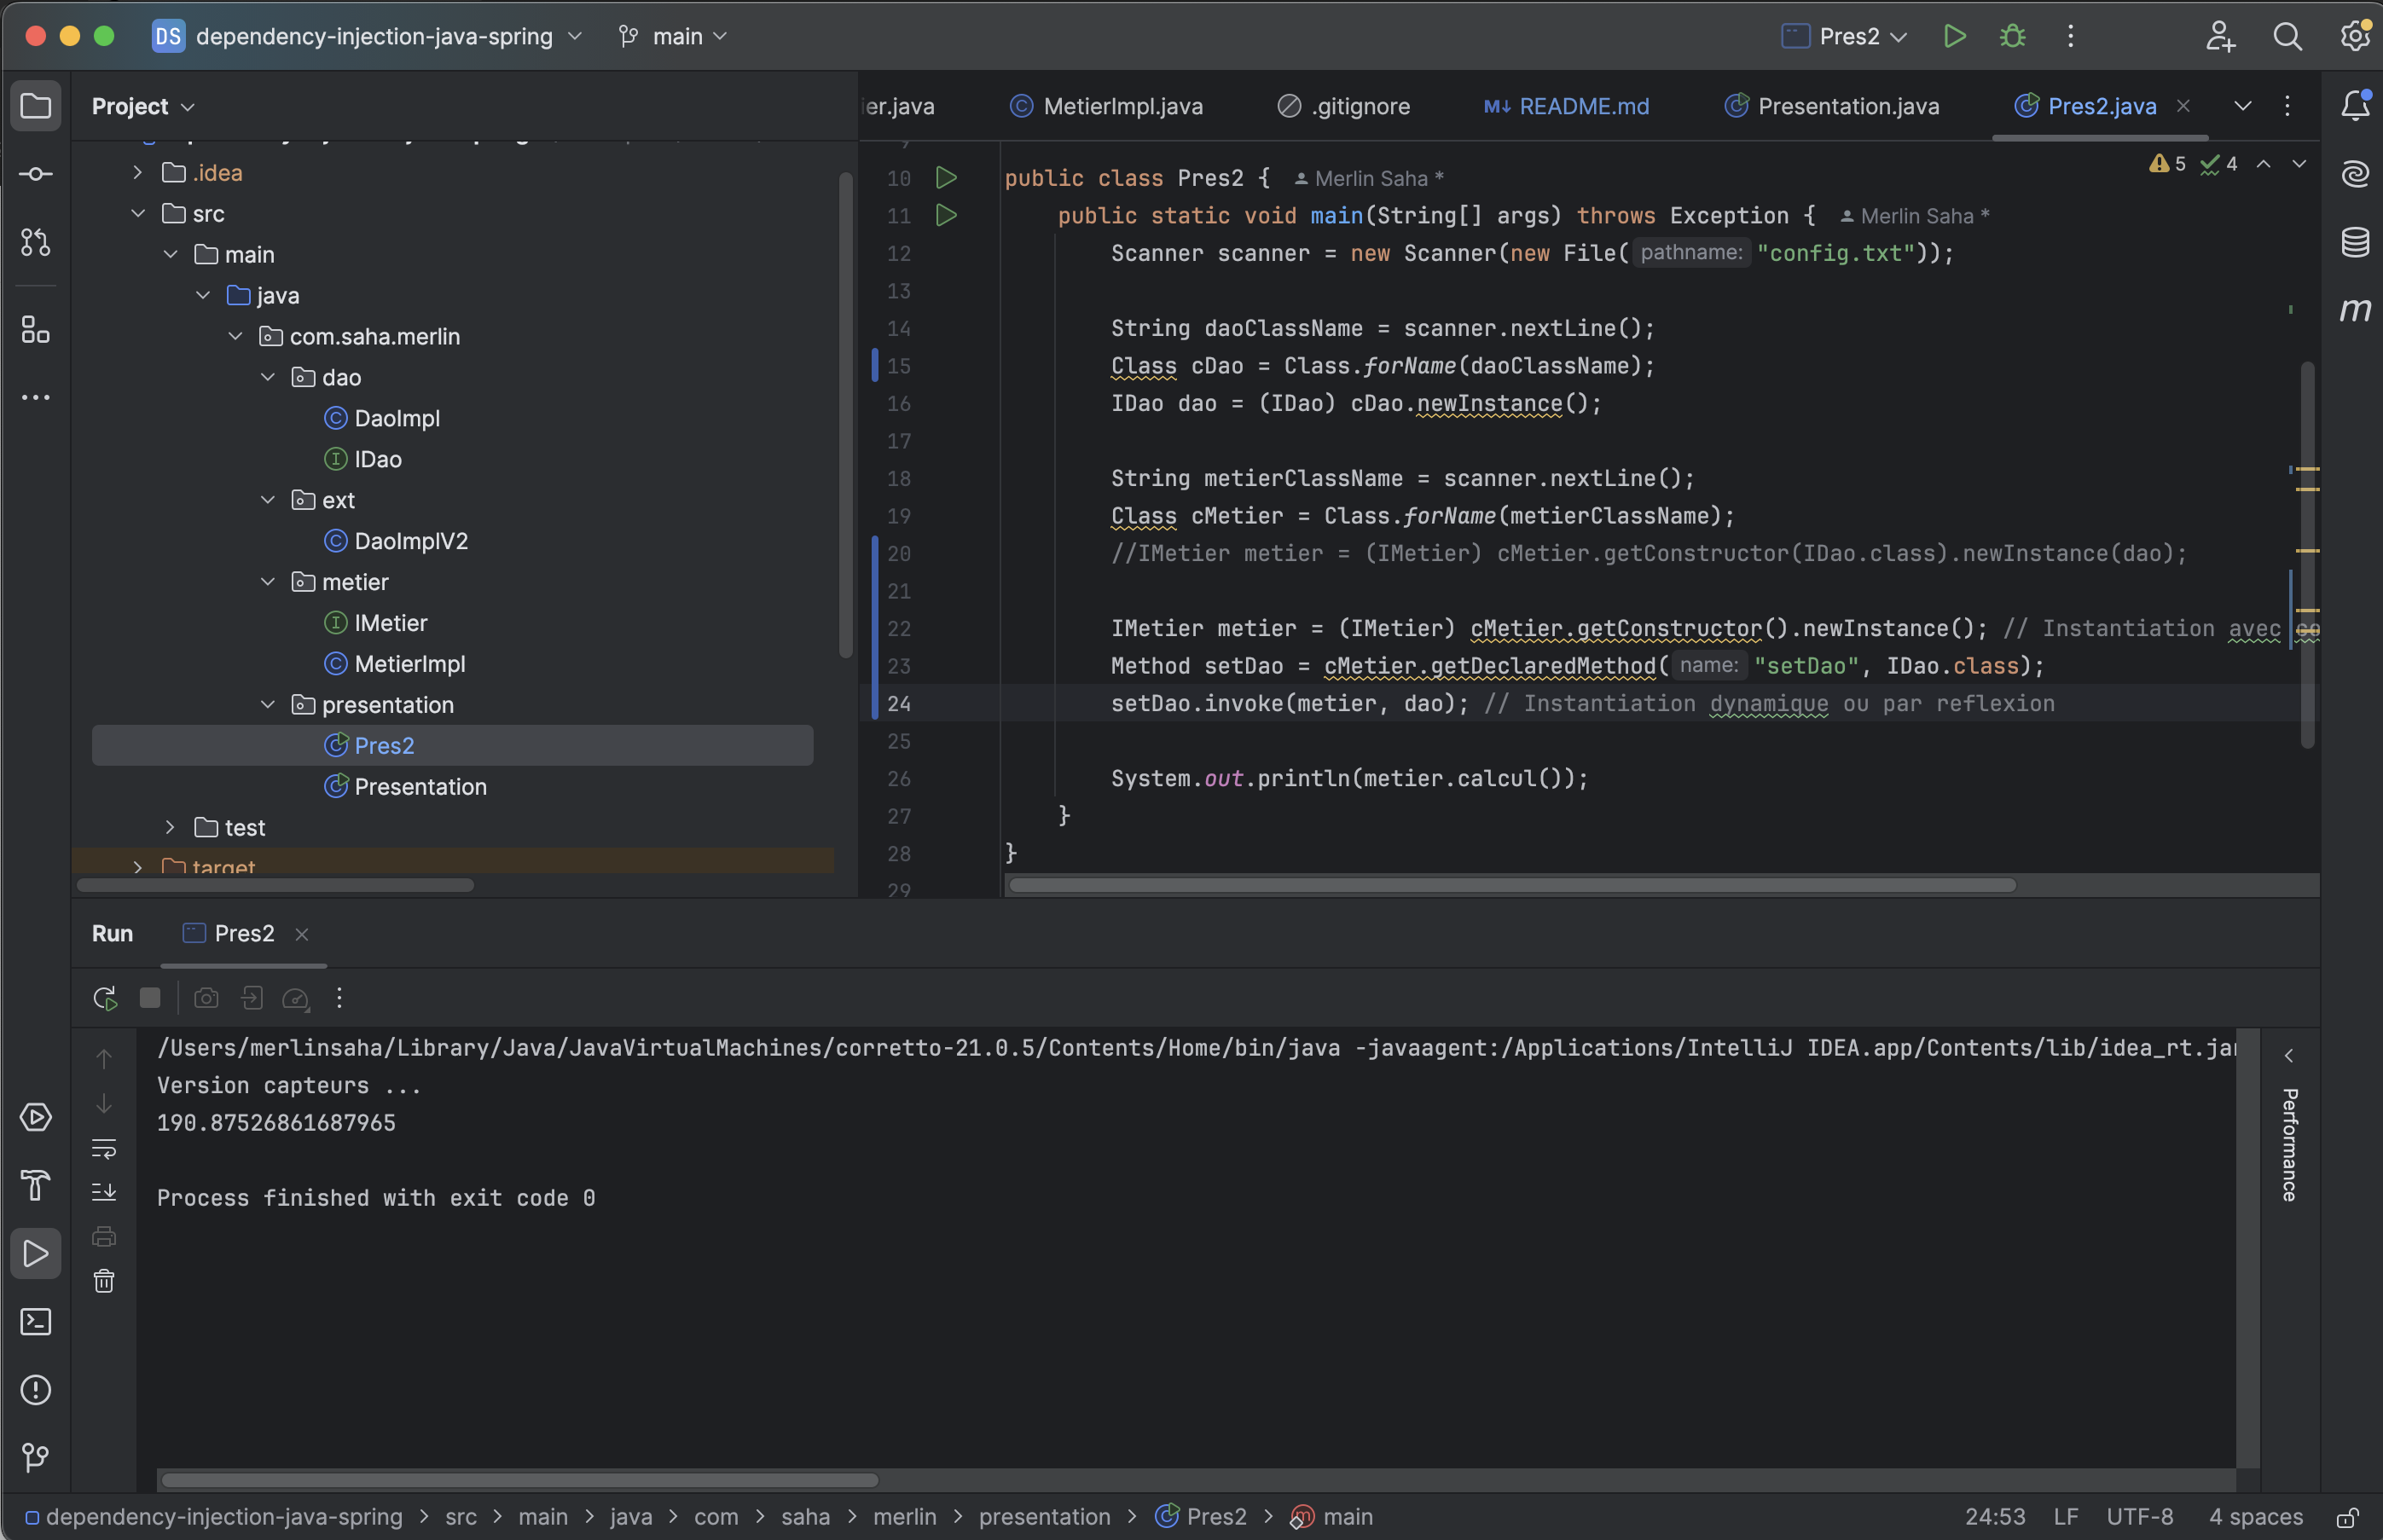 DS dependency-injection-java-spring main Pres2
Project
ier.java MetierImpl.java .gitignore README.md Presentation.java Pres2.java
.idea
src
main
java
com.saha.merlin
dao
DaoImpl
IDao
ext
DaoImplV2
metier
IMetier
MetierImpl
presentation
Pres2
Presentation
test
target
5 4
9
10 public class Pres2 { Merlin Saha *
11 public static void main(String[] args) throws Exception { Merlin Saha *
12 Scanner scanner = new Scanner(new File( pathname: "config.txt"));
13
14 String daoClassName = scanner.nextLine();
15 Class cDao = Class.forName(daoClassName);
16 IDao dao = (IDao) cDao.newInstance();
17
18 String metierClassName = scanner.nextLine();
19 Class cMetier = Class.forName(metierClassName);
20 //IMetier metier = (IMetier) cMetier.getConstructor(IDao.class).newInstance(dao);
21
22 IMetier metier = (IMetier) cMetier.getConstructor().newInstance(); // Instantiation avec
23 Method setDao = cMetier.getDeclaredMethod( name: "setDao", IDao.class);
24 setDao.invoke(metier, dao); // Instantiation dynamique ou par reflexion
25
26 System.out.println(metier.calcul());
27 }
28 }
29
m
Run Pres2
/Users/merlinsaha/Library/Java/JavaVirtualMachines/corretto-21.0.5/Contents/Home/bin/java -javaagent:/Applications/IntelliJ IDEA.app/Contents/lib/idea_rt.jar
Version capteurs ...
190.87526861687965
Process finished with exit code 0
Performance
dependency-injection-java-spring > src > main > java > com > saha > merlin > presentation > Pres2 > main 24:53 LF UTF-8 4 spaces